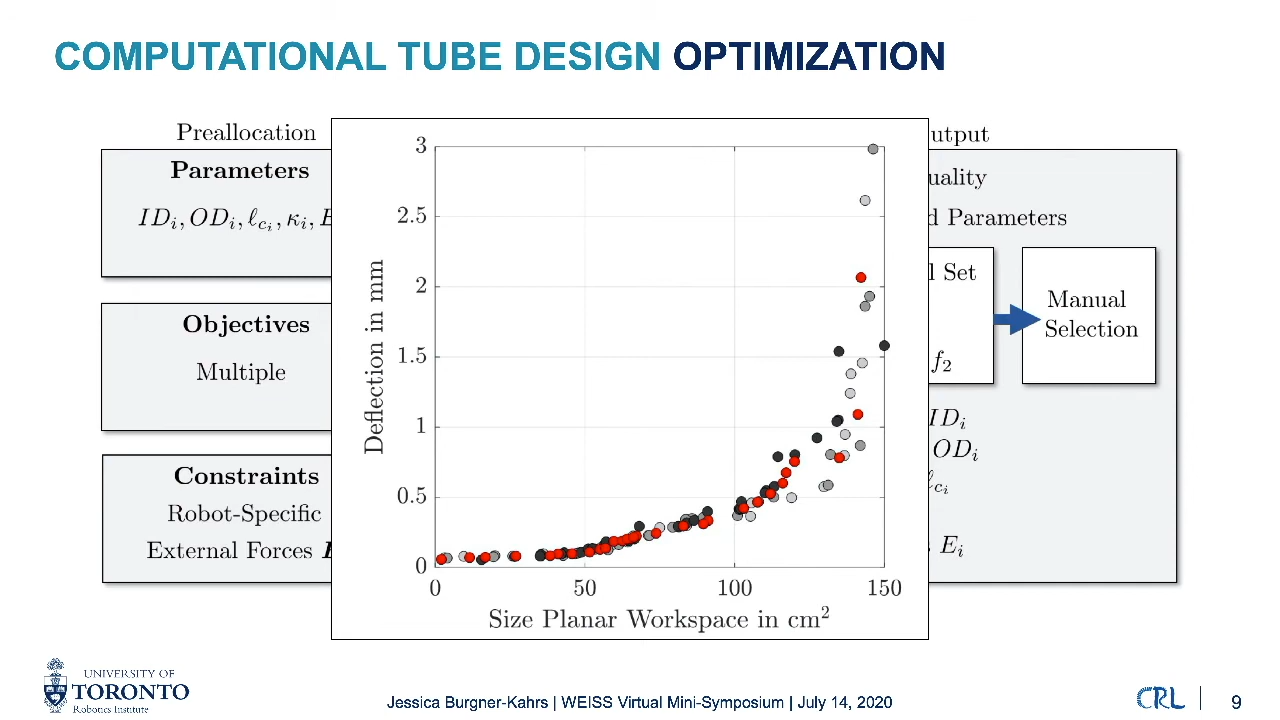 COMPUTATIONAL TUBE DESIGN OPTIMIZATION
Preallocation
Parameters
ID_i, OD_i, ℓ_{c_i}, κ_i, E
Objectives
Multiple
Constraints
Robot-Specific
External Forces
3
2.5
2
1.5
1
0.5
0
Deflection in mm
0
50
100
150
Size Planar Workspace in cm²
utput
uality
d Parameters
l Set
f₂
Manual
Selection
ID_i
OD_i
ℓ_{c_i}
E_i
UNIVERSITY OF
TORONTO
Robotics Institute
Jessica Burgner-Kahrs | WEISS Virtual Mini-Symposium | July 14, 2020
CRL
9